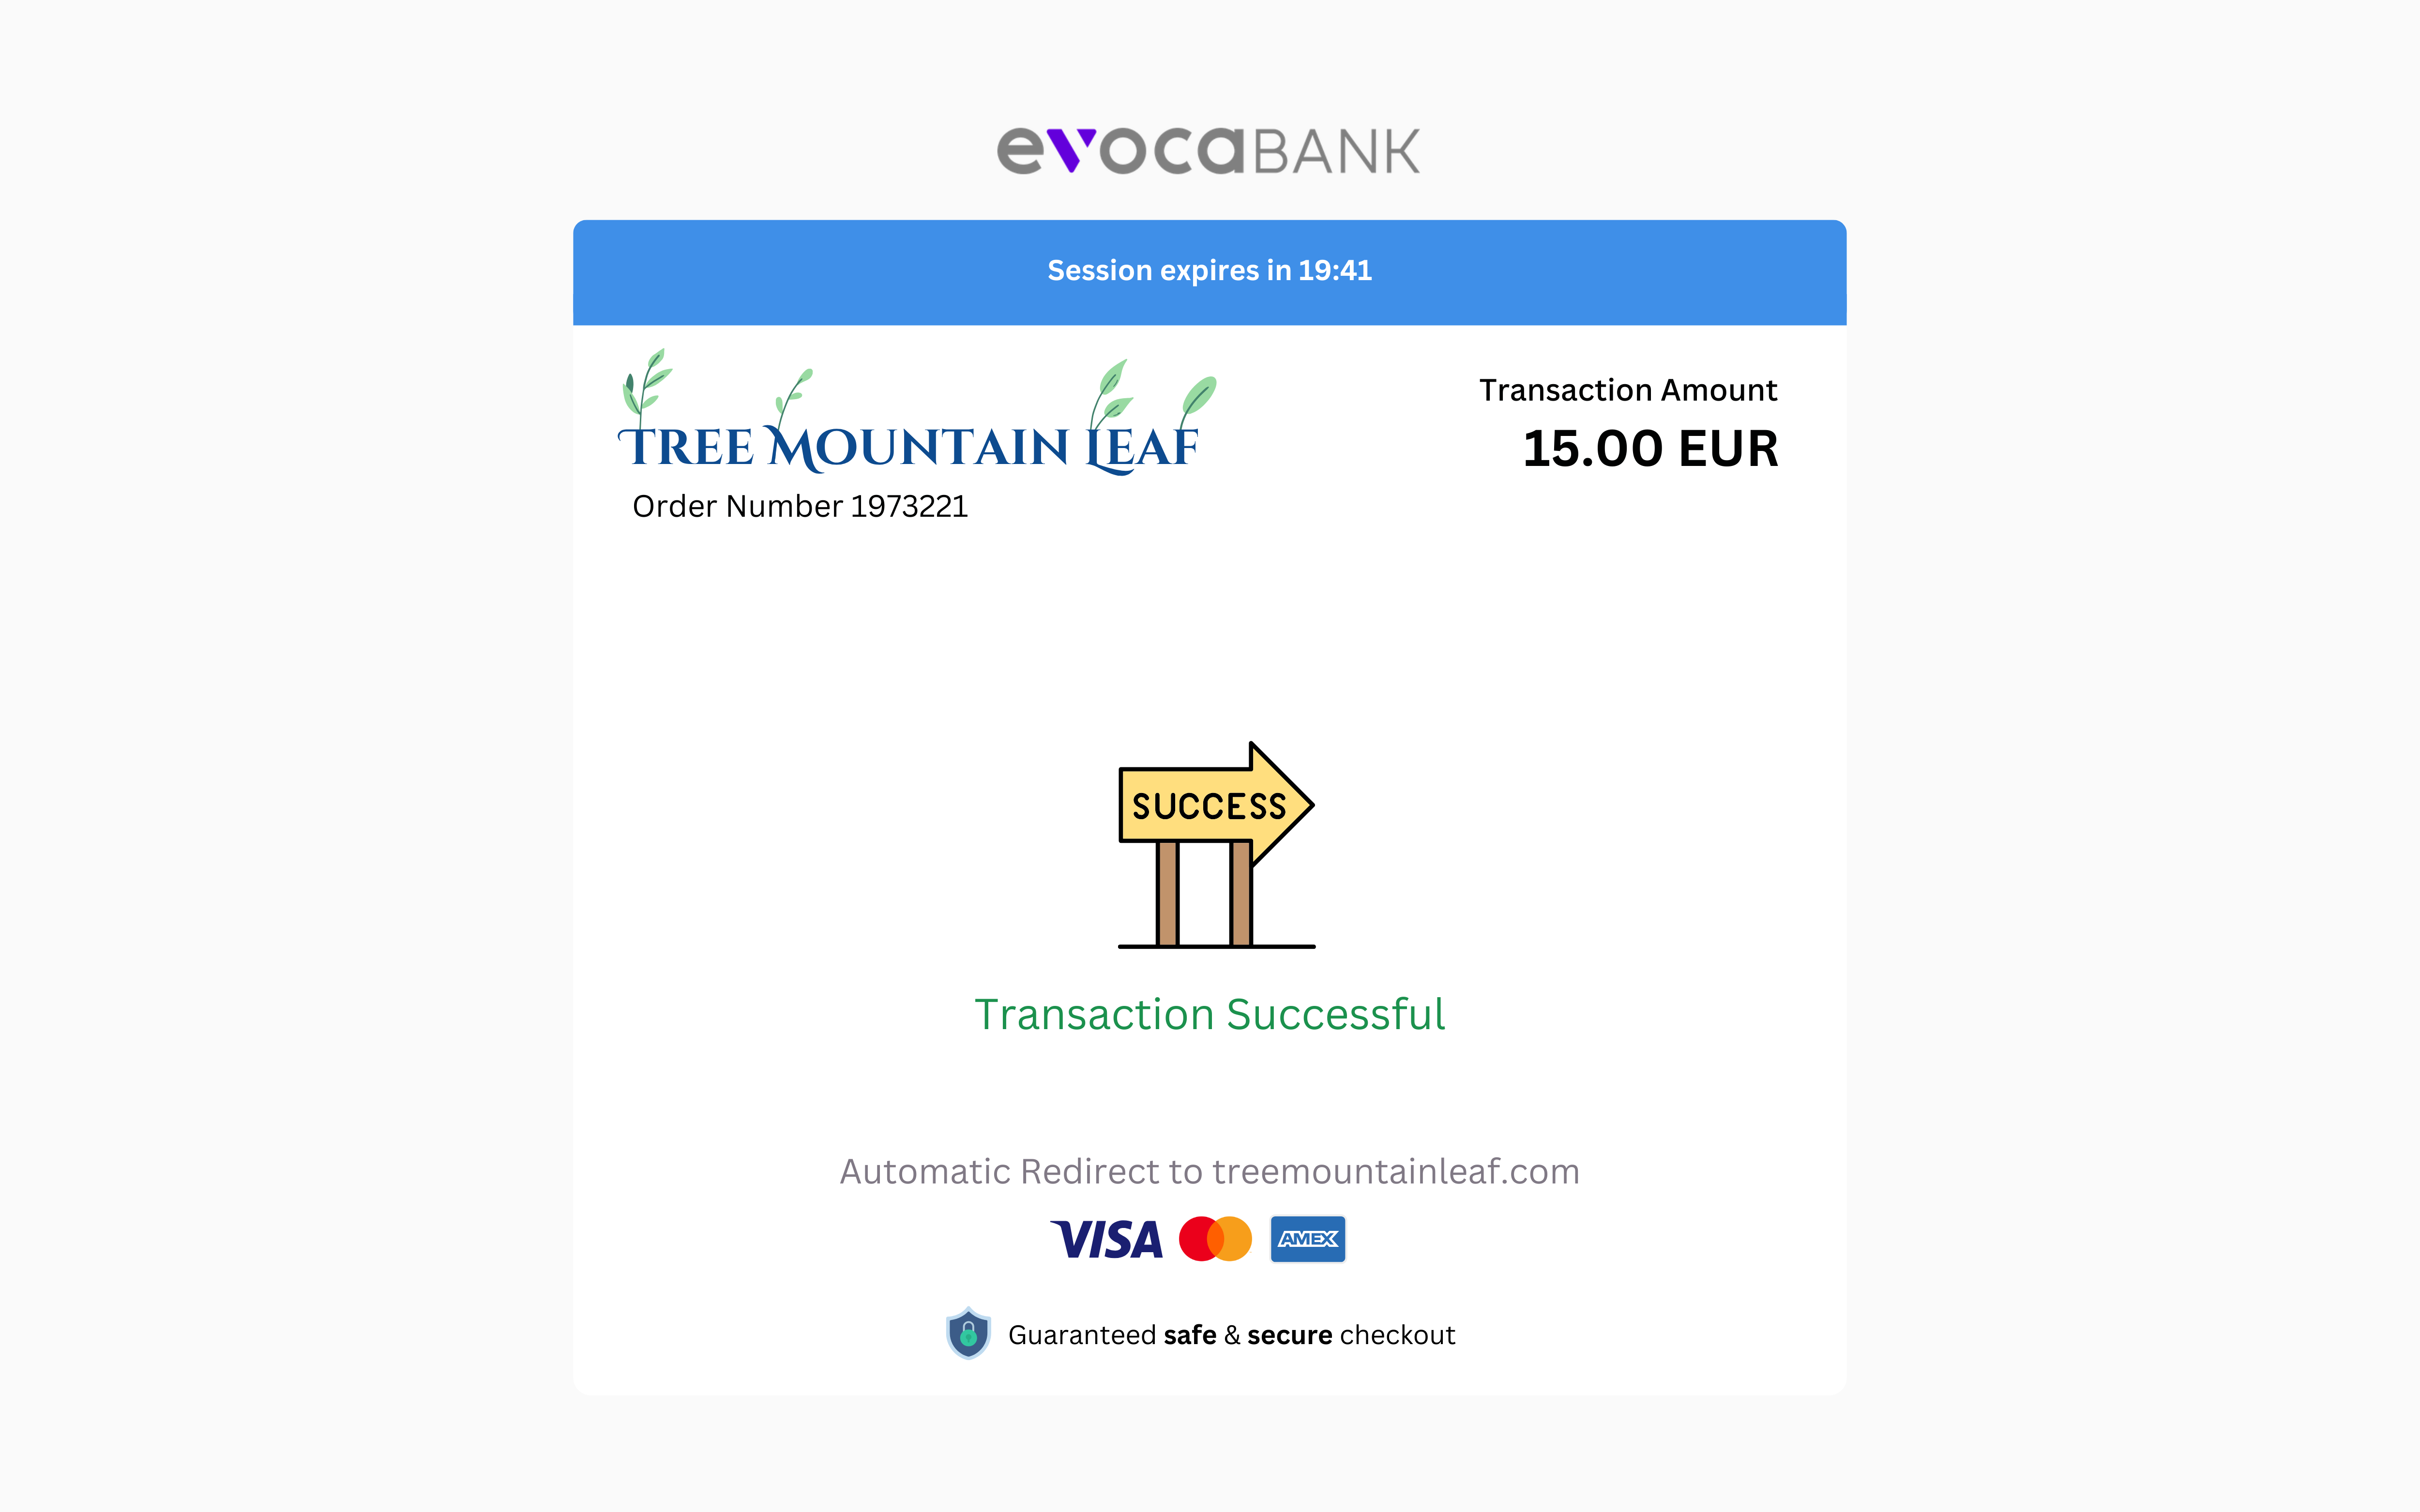 evocaBANK
Session expires in 19:41
TREE MOUNTAIN LEAF
Transaction Amount
15.00 EUR
Order Number 1973221
SUCCESS
Transaction Successful
Automatic Redirect to treemountainleaf.com
VISA
AMEX
Guaranteed safe & secure checkout